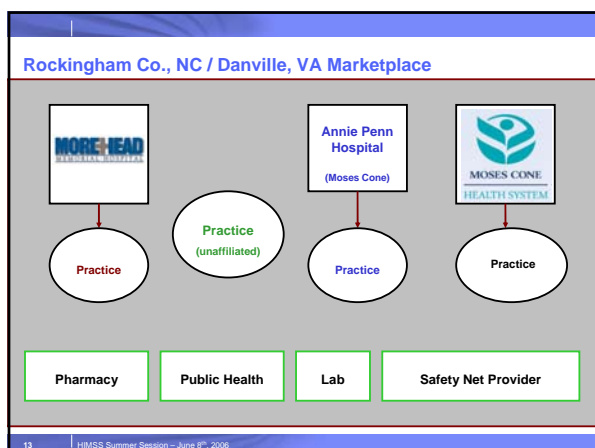 Rockingham Co., NC / Danville, VA Marketplace
MOREHEAD
MEMORIAL HOSPITAL
Annie Penn
Hospital
(Moses Cone)
MOSES CONE
HEALTH SYSTEM
Practice
(unaffiliated)
Practice
Practice
Practice
Pharmacy
Public Health
Lab
Safety Net Provider
13
HIMSS Summer Session – June 8th, 2006